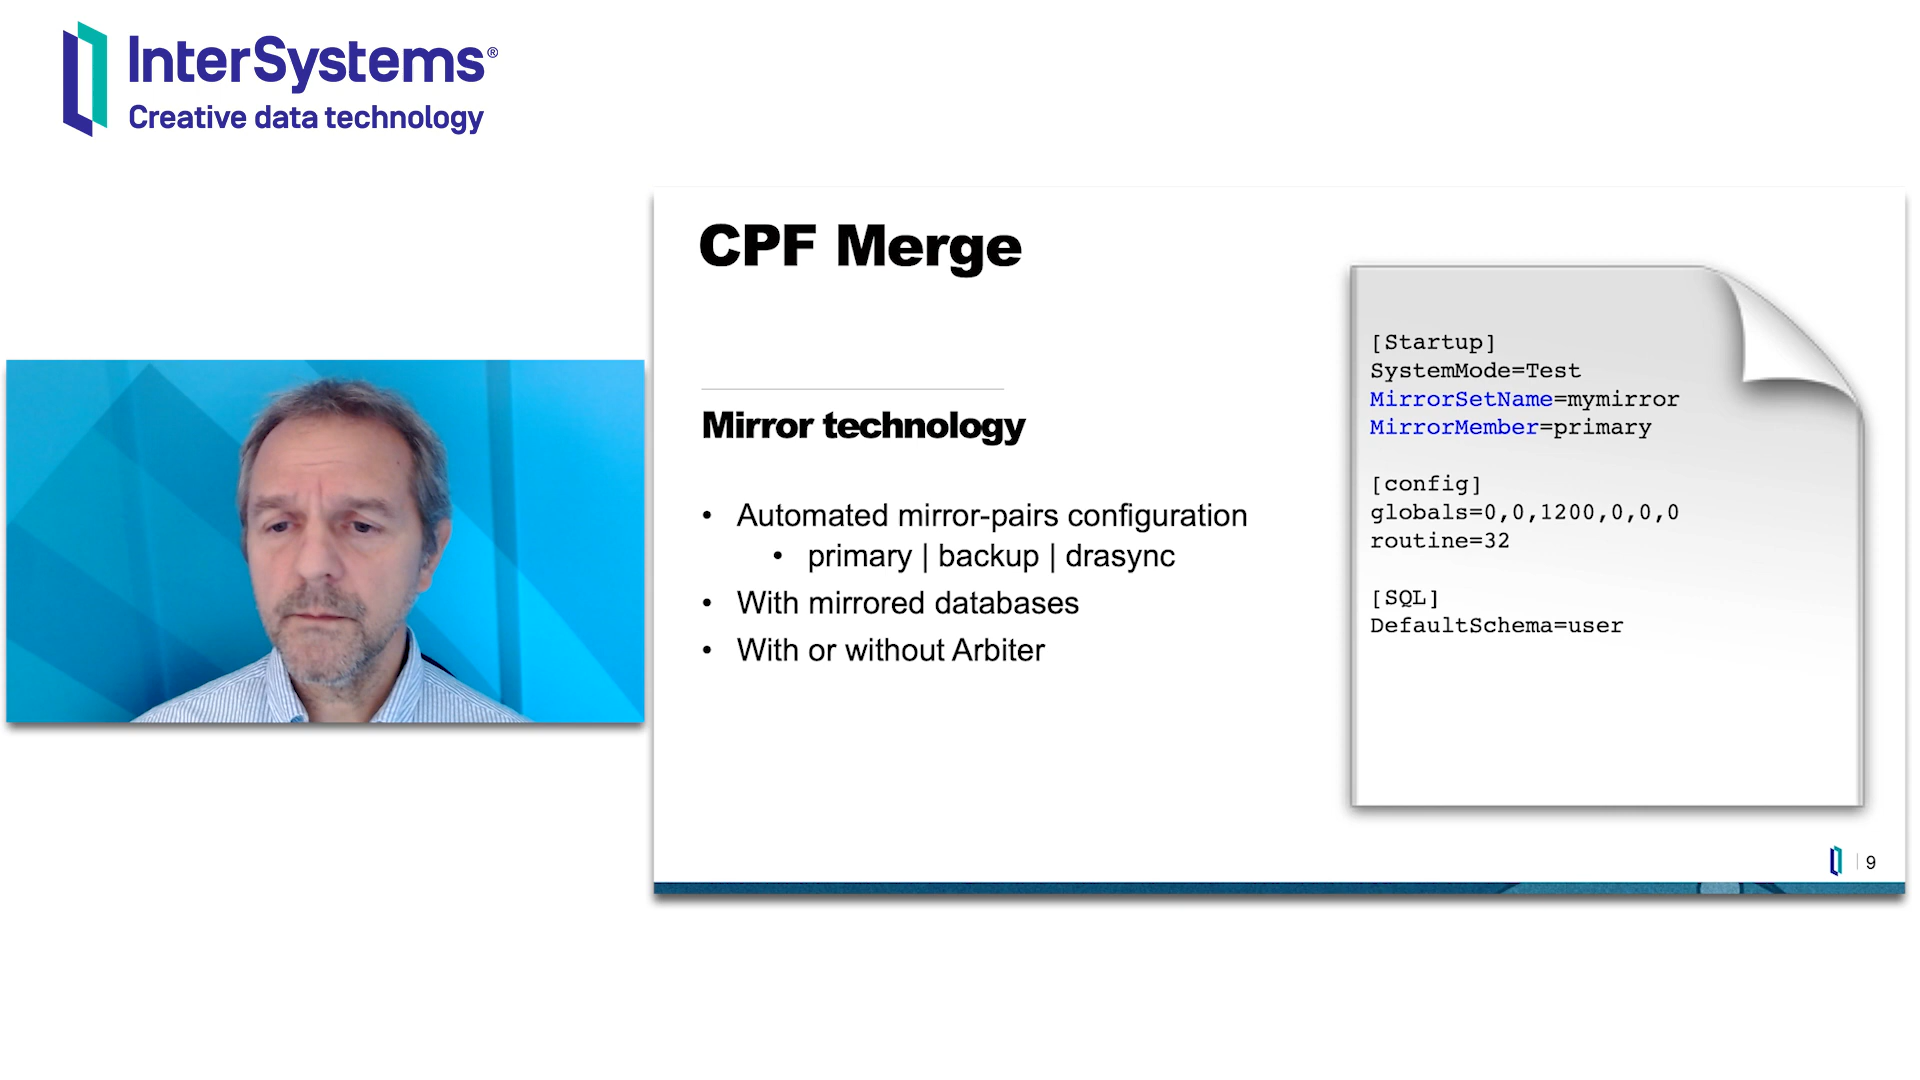 InterSystems®
Creative data technology
CPF Merge
Mirror technology
• Automated mirror-pairs configuration
• primary | backup | drasync
• With mirrored databases
• With or without Arbiter
[Startup]
SystemMode=Test
MirrorSetName=mymirror
MirrorMember=primary
[config]
globals=0,0,1200,0,0,0
routine=32
[SQL]
DefaultSchema=user
9